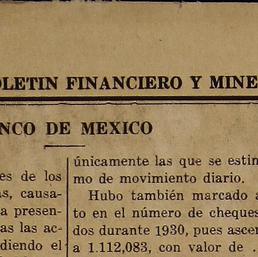 OLETIN FINANCIERO Y MINE
NCO DE MEXICO
es de los
s, causa-
a presen-
as las ac-
diendo el
únicamente las que se estin
mo de movimiento diario.
Hubo también marcado a
to en el número de cheques
dos durante 1930, pues ascen
a 1.112,083, con valor de . .